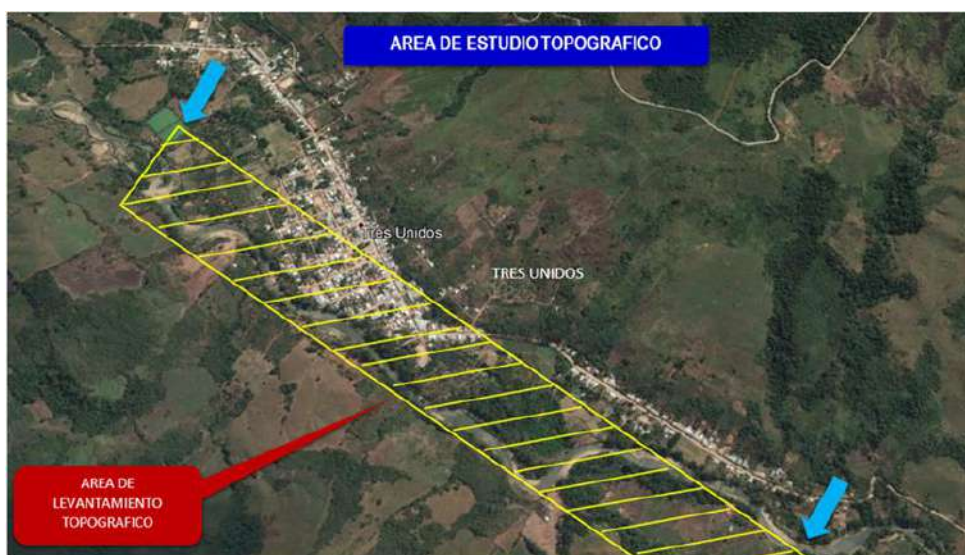 AREA DE ESTUDIO TOPOGRAFICO
Tres Unidos
TRES UNIDOS
AREA DE
LEVANTAMIENTO
TOPOGRAFICO